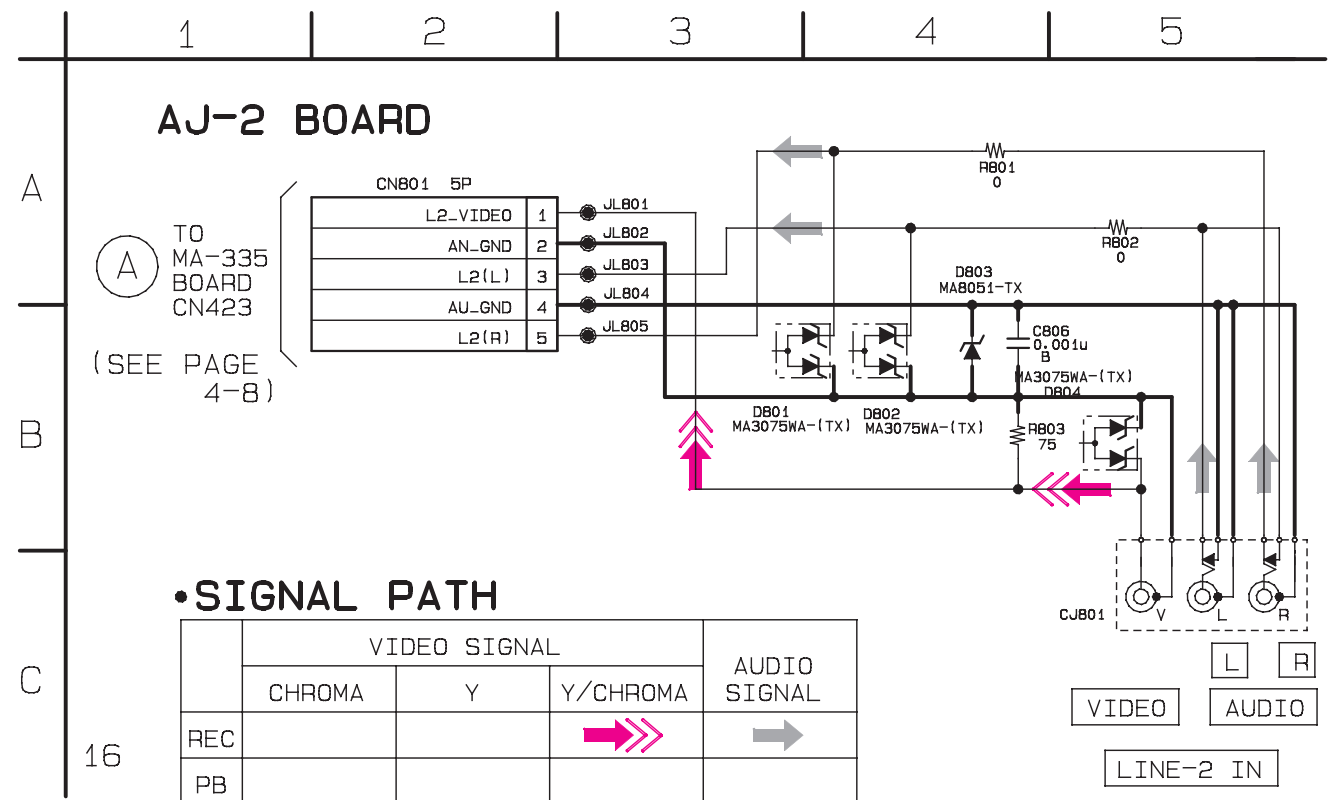 1 2 3 4 5
AJ-2 BOARD
A
CN801 5P
L2_VIDEO 1 JL801
AN_GND 2 JL802
L2(L) 3 JL803
AU_GND 4 JL804
L2(R) 5 JL805
A
TO
MA-335
BOARD
CN423
(SEE PAGE
4-8)
R801
0
R802
0
D803
MA8051-TX
C806
0.001u
B
MA3075WA-(TX)
D804
D801
MA3075WA-(TX)
D802
MA3075WA-(TX)
R803
75
B
CJ801
V L R
L R
VIDEO AUDIO
LINE-2 IN
•SIGNAL PATH
VIDEO SIGNAL
AUDIO
SIGNAL
CHROMA Y Y/CHROMA
REC
PB
C
16